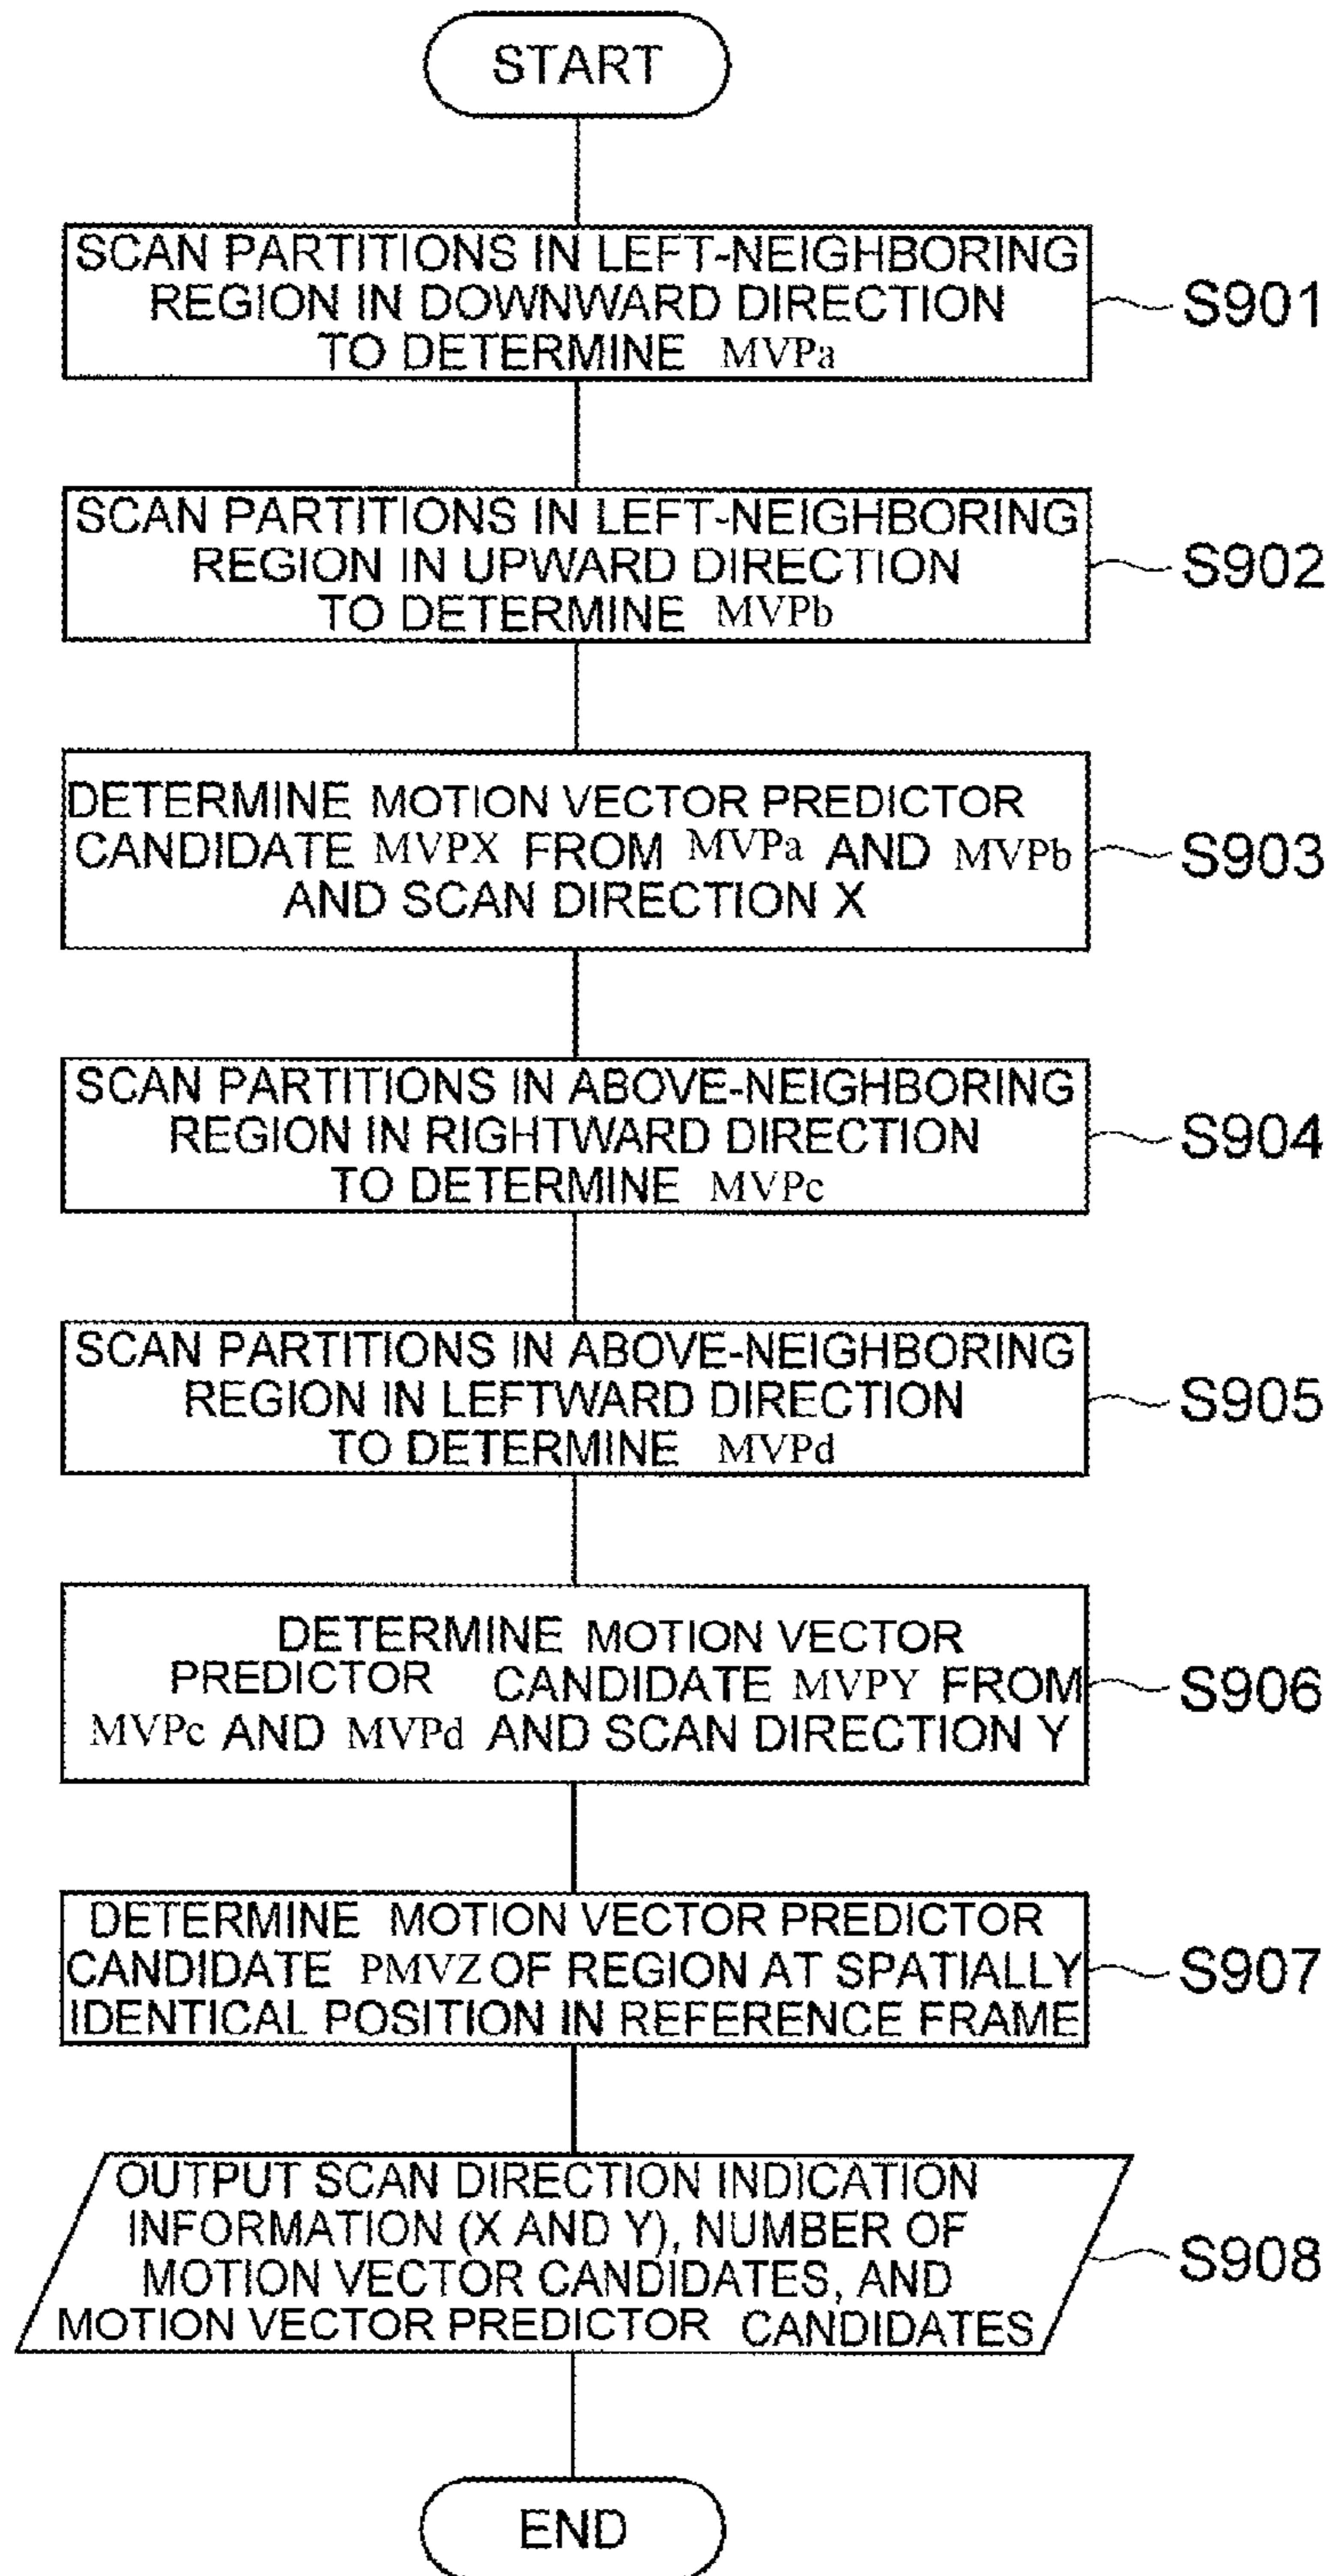 START
SCAN PARTITIONS IN LEFT-NEIGHBORING
REGION IN DOWNWARD DIRECTION
TO DETERMINE MVPa
S901
SCAN PARTITIONS IN LEFT-NEIGHBORING
REGION IN UPWARD DIRECTION
TO DETERMINE MVPb
S902
DETERMINE MOTION VECTOR PREDICTOR
CANDIDATE MVPX FROM MVPa AND MVPb
AND SCAN DIRECTION X
S903
SCAN PARTITIONS IN ABOVE-NEIGHBORING
REGION IN RIGHTWARD DIRECTION
TO DETERMINE MVPc
S904
SCAN PARTITIONS IN ABOVE-NEIGHBORING
REGION IN LEFTWARD DIRECTION
TO DETERMINE MVPd
S905
DETERMINE MOTION VECTOR
PREDICTOR CANDIDATE MVPY FROM
MVPc AND MVPd AND SCAN DIRECTION Y
S906
DETERMINE MOTION VECTOR PREDICTOR
CANDIDATE PMVZ OF REGION AT SPATIALLY
IDENTICAL POSITION IN REFERENCE FRAME
S907
OUTPUT SCAN DIRECTION INDICATION
INFORMATION (X AND Y), NUMBER OF
MOTION VECTOR CANDIDATES, AND
MOTION VECTOR PREDICTOR CANDIDATES
S908
END